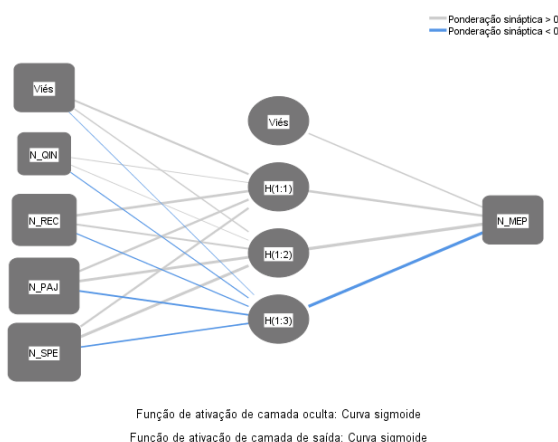 Ponderação sináptica > 0
Ponderação sináptica < 0
Viés
N_QIN
N_REC
N_PAJ
N_SPE
Viés
H(1:1)
H(1:2)
H(1:3)
N_MEP
Função de ativação de camada oculta: Curva sigmoide
Função de ativação de camada de saída: Curva sigmoide